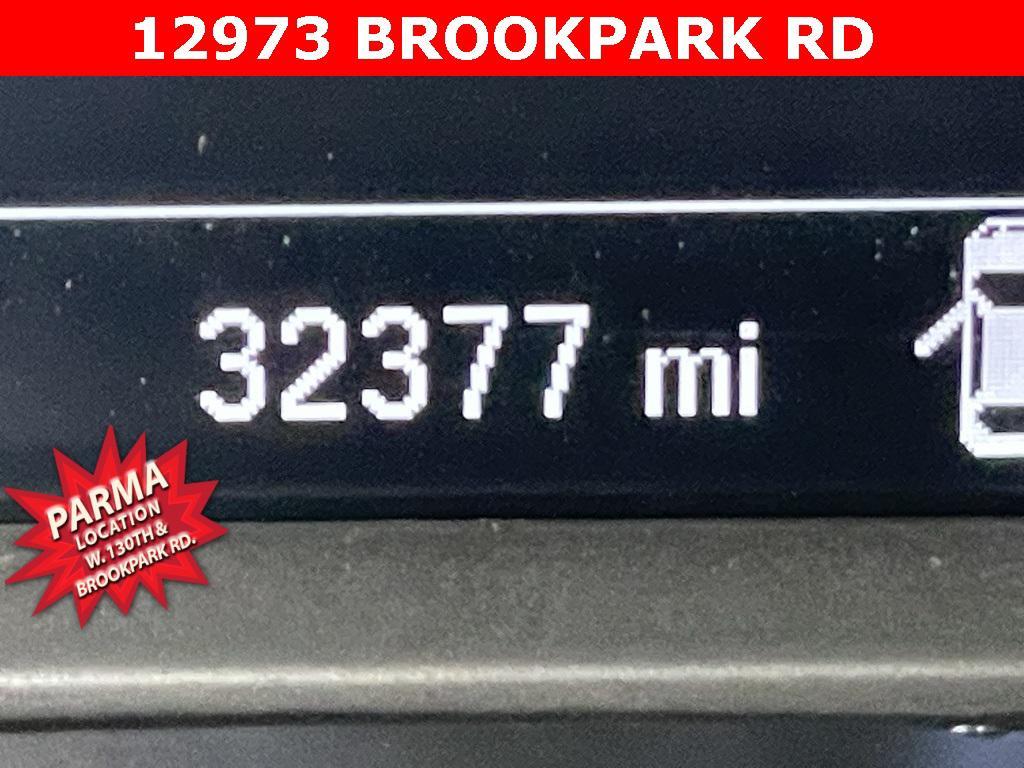 12973 BROOKPARK RD
32377 mi
PARMA
LOCATION
W. 130TH &
BROOKPARK RD.